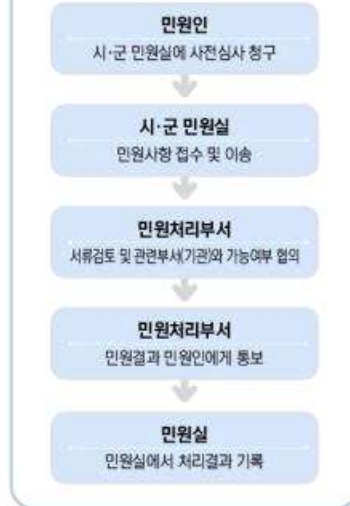 민원인
시·군 민원실에 사전심사 청구
시·군 민원실
민원사항 접수 및 이송
민원처리부서
서류검토 및 관련부서(기관)와 가능여부 협의
민원처리부서
민원결과 민원인에게 통보
민원실
민원실에서 처리결과 기록